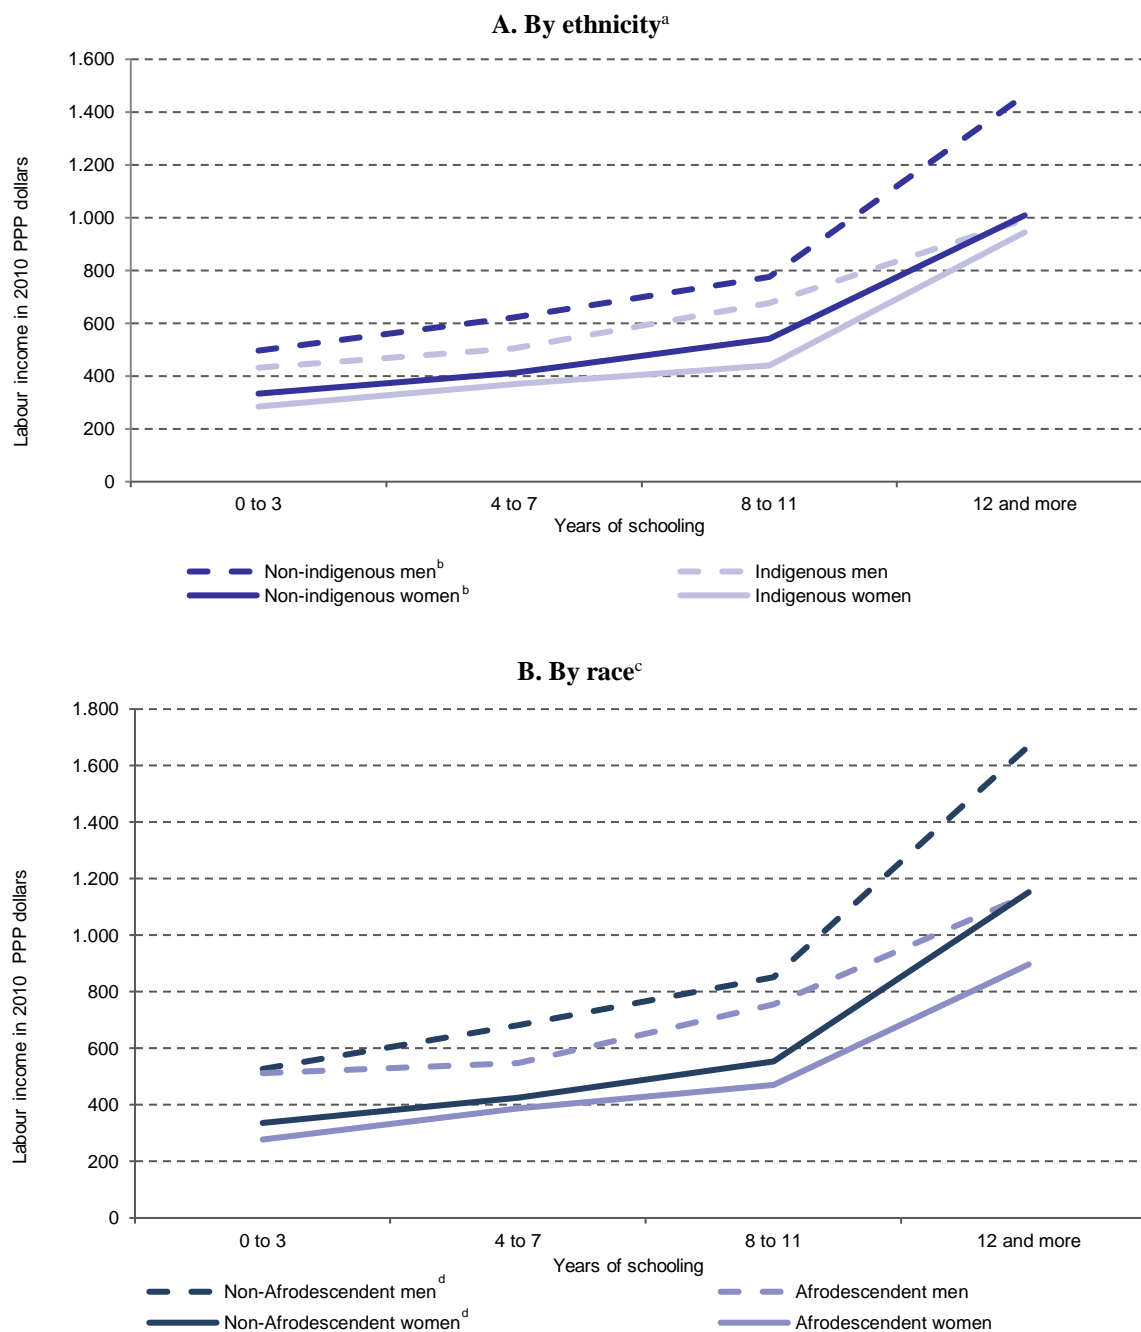 A. By ethnicitya
1.600
1.400
1.200
1.000
800
600
400
200
0
Labour income in 2010 PPP dollars
0 to 3 4 to 7 8 to 11 12 and more
Years of schooling
Non-indigenous menb Indigenous men
Non-indigenous womenb Indigenous women
B. By racec
1.800
1.600
1.400
1.200
1.000
800
600
400
200
0
Labour income in 2010 PPP dollars
0 to 3 4 to 7 8 to 11 12 and more
Years of schooling
Non-Afrodescendent mend Afrodescendent men
Non-Afrodescendent womend Afrodescendent women